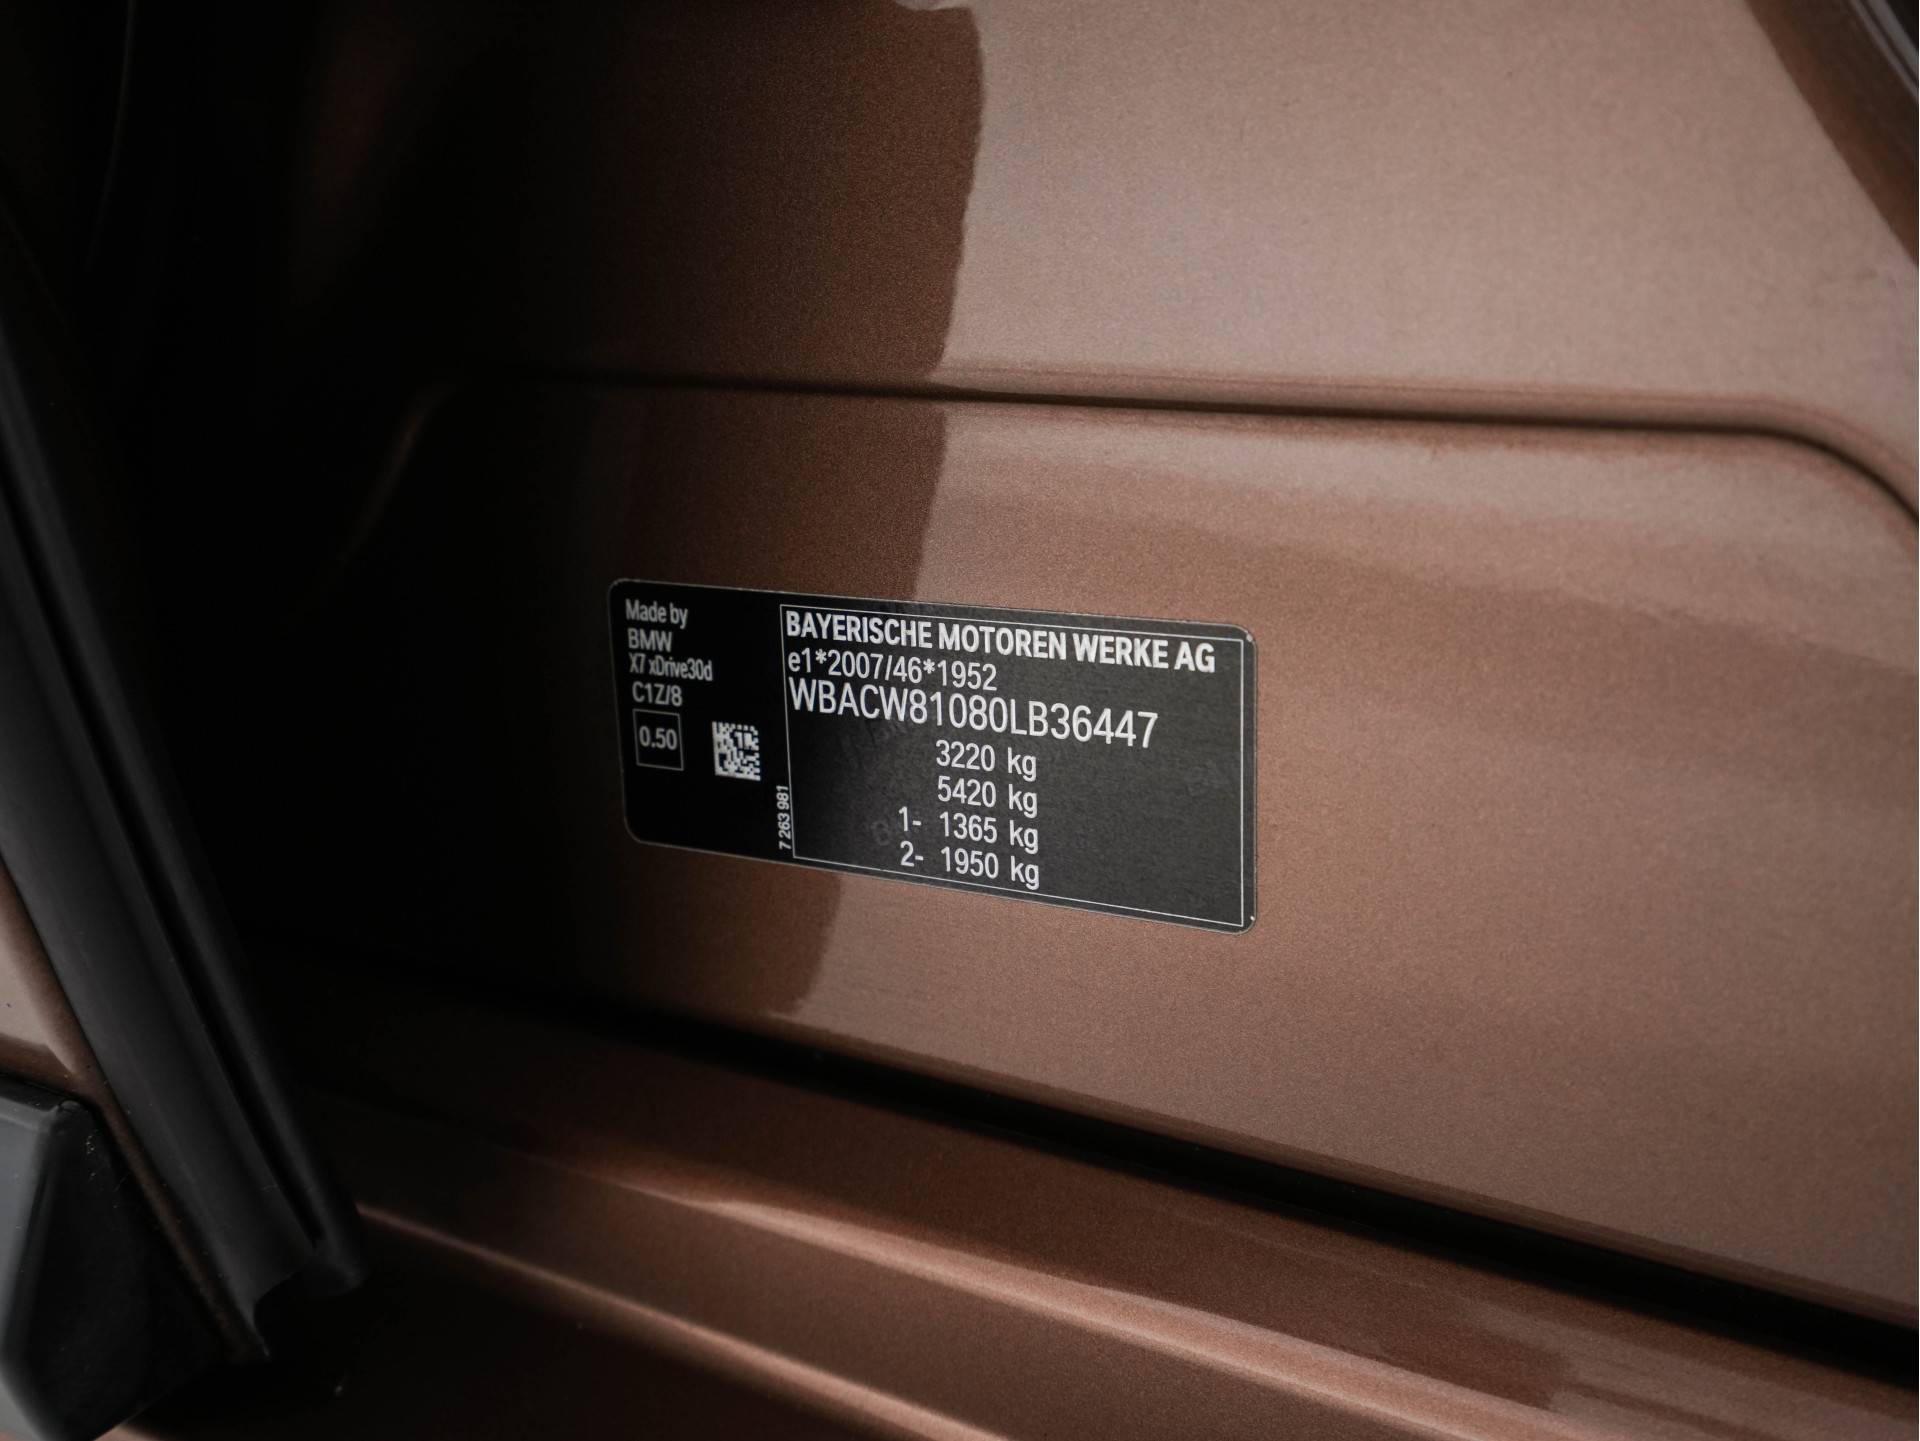 Made by
BMW
X7 xDrive30d
C1Z/8
0.50
7 263 981
BAYERISCHE MOTOREN WERKE AG
e1*2007/46*1952
WBACW81080LB36447
3220 kg
5420 kg
1- 1365 kg
2- 1950 kg